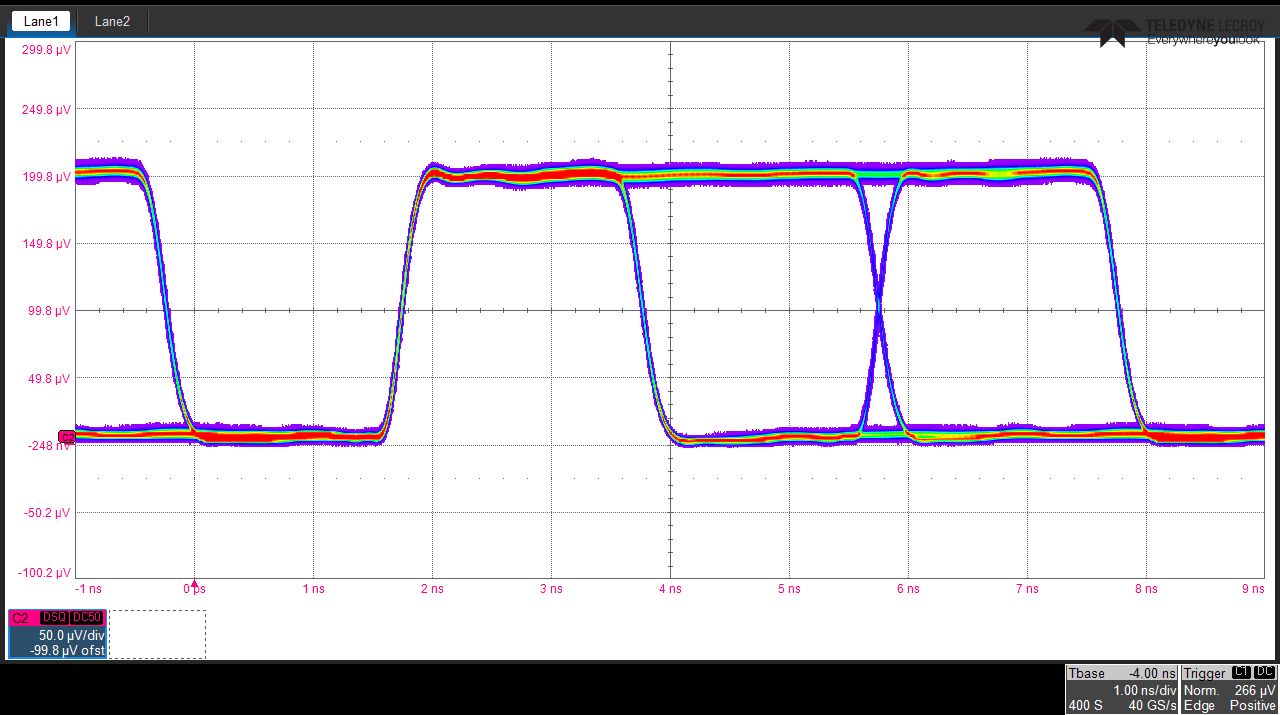 Lane1 Lane2
TELEDYNE LECROY
Everywhereyoulook
299.8 µV
249.8 µV
199.8 µV
149.8 µV
99.8 µV
49.8 µV
C2
-248 nV
-50.2 µV
-100.2 µV
-1 ns 0 ps 1 ns 2 ns 3 ns 4 ns 5 ns 6 ns 7 ns 8 ns 9 ns
C2 DSQ DC50
50.0 µV/div
-99.8 µV ofst
Tbase -4.00 ns
1.00 ns/div
400 S 40 GS/s
Trigger C1 DC
Norm. 266 µV
Edge Positive